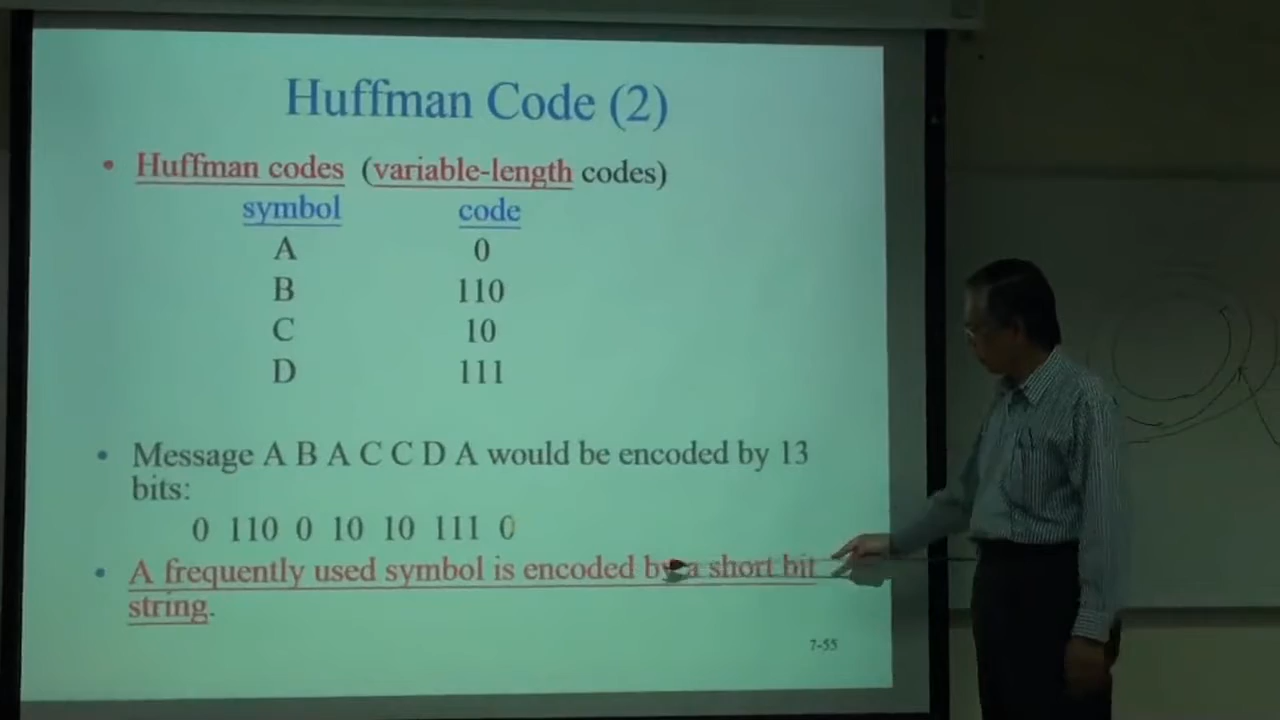 Huffman Code (2)
• Huffman codes (variable-length codes)
symbol code
A 0
B 110
C 10
D 111
• Message A B A C C D A would be encoded by 13
bits:
0 110 0 10 10 111 0
• A frequently used symbol is encoded by a short bit
string.
7-55